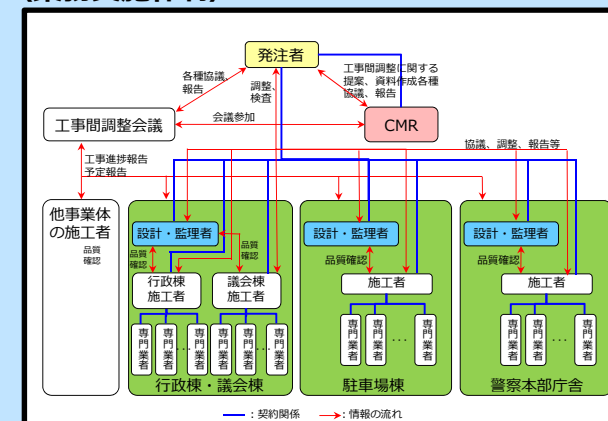 発注者
各種協議、
報告
調整、
検査
工事間調整に関する
提案、資料作成各種
協議、報告
工事間調整会議
会議参加
CMR
工事進捗報告
予定報告
協議、調整、報告等
他事業体
の施工者
品質
確認
設計・監理者
品質
確認
品質
確認
行政棟
施工者
議会棟
施工者
専門業者
専門業者
…
専門業者
専門業者
…
専門業者
行政棟・議会棟
設計・監理者
品質確認
施工者
専門業者
専門業者
…
専門業者
駐車場棟
設計・監理者
品質確認
施工者
専門業者
専門業者
…
専門業者
警察本部庁舎
：契約関係
：情報の流れ